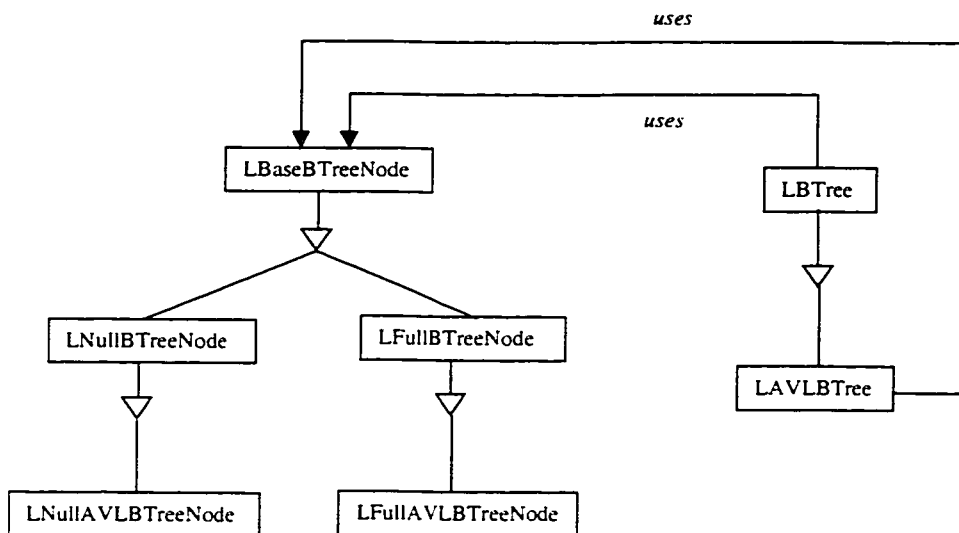 uses
uses
LBaseBTreeNode
LBTree
LNullBTreeNode
LFullBTreeNode
LAVLBTree
LNullAVLBTreeNode
LFullAVLBTreeNode